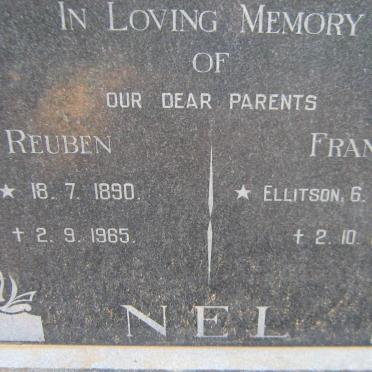 IN LOVING MEMORY
OF
OUR DEAR PARENTS
REUBEN
★ 18. 7. 1890.
✝ 2. 9. 1965.
FRAN
★ ELLITSON, 6.
✝ 2. 10.
NEL